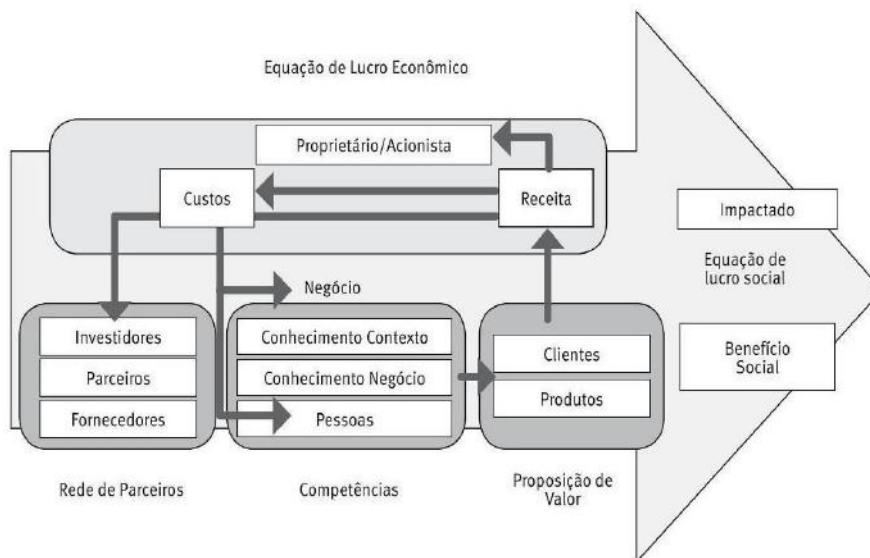 Equação de Lucro Econômico
Proprietário/Acionista
Custos
Receita
Impactado
Equação de
lucro social
Negócio
Investidores
Parceiros
Fornecedores
Conhecimento Contexto
Conhecimento Negócio
Pessoas
Clientes
Produtos
Benefício
Social
Rede de Parceiros
Competências
Proposição de
Valor